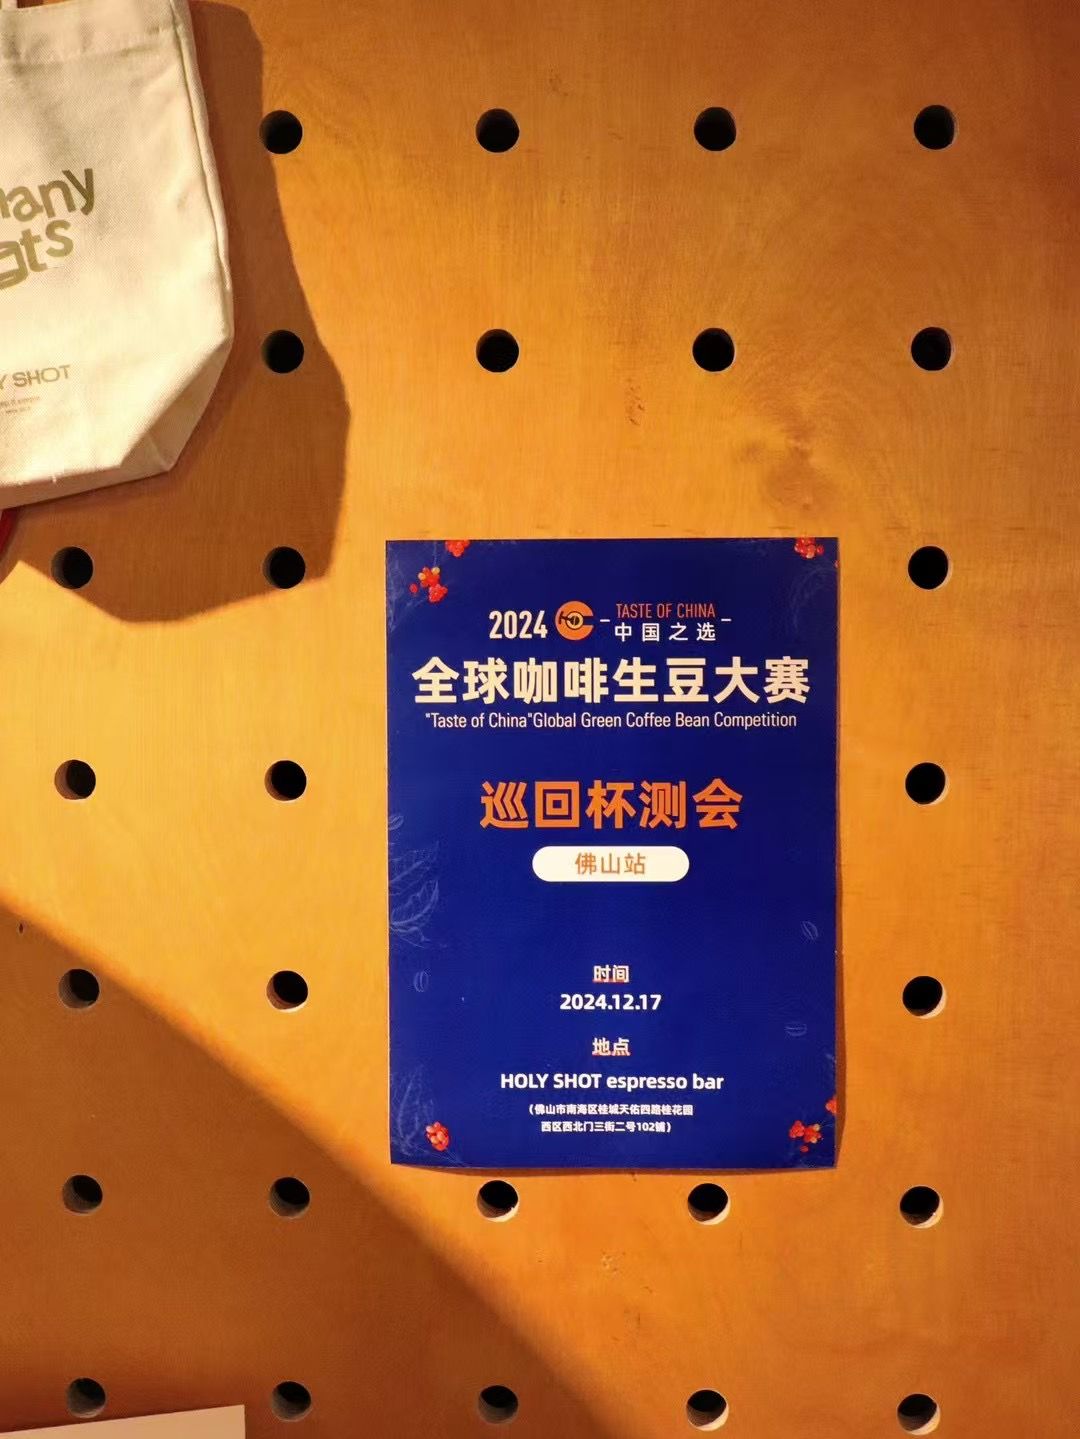 any
ts
Y SHOT
2024
TASTE OF CHINA
中国之选
全球咖啡生豆大赛
"Taste of China"Global Green Coffee Bean Competition
巡回杯测会
佛山站
时间
2024.12.17
地点
HOLY SHOT espresso bar
（佛山市南海区桂城天佑四路桂花园
西区西北门三街二号102铺）